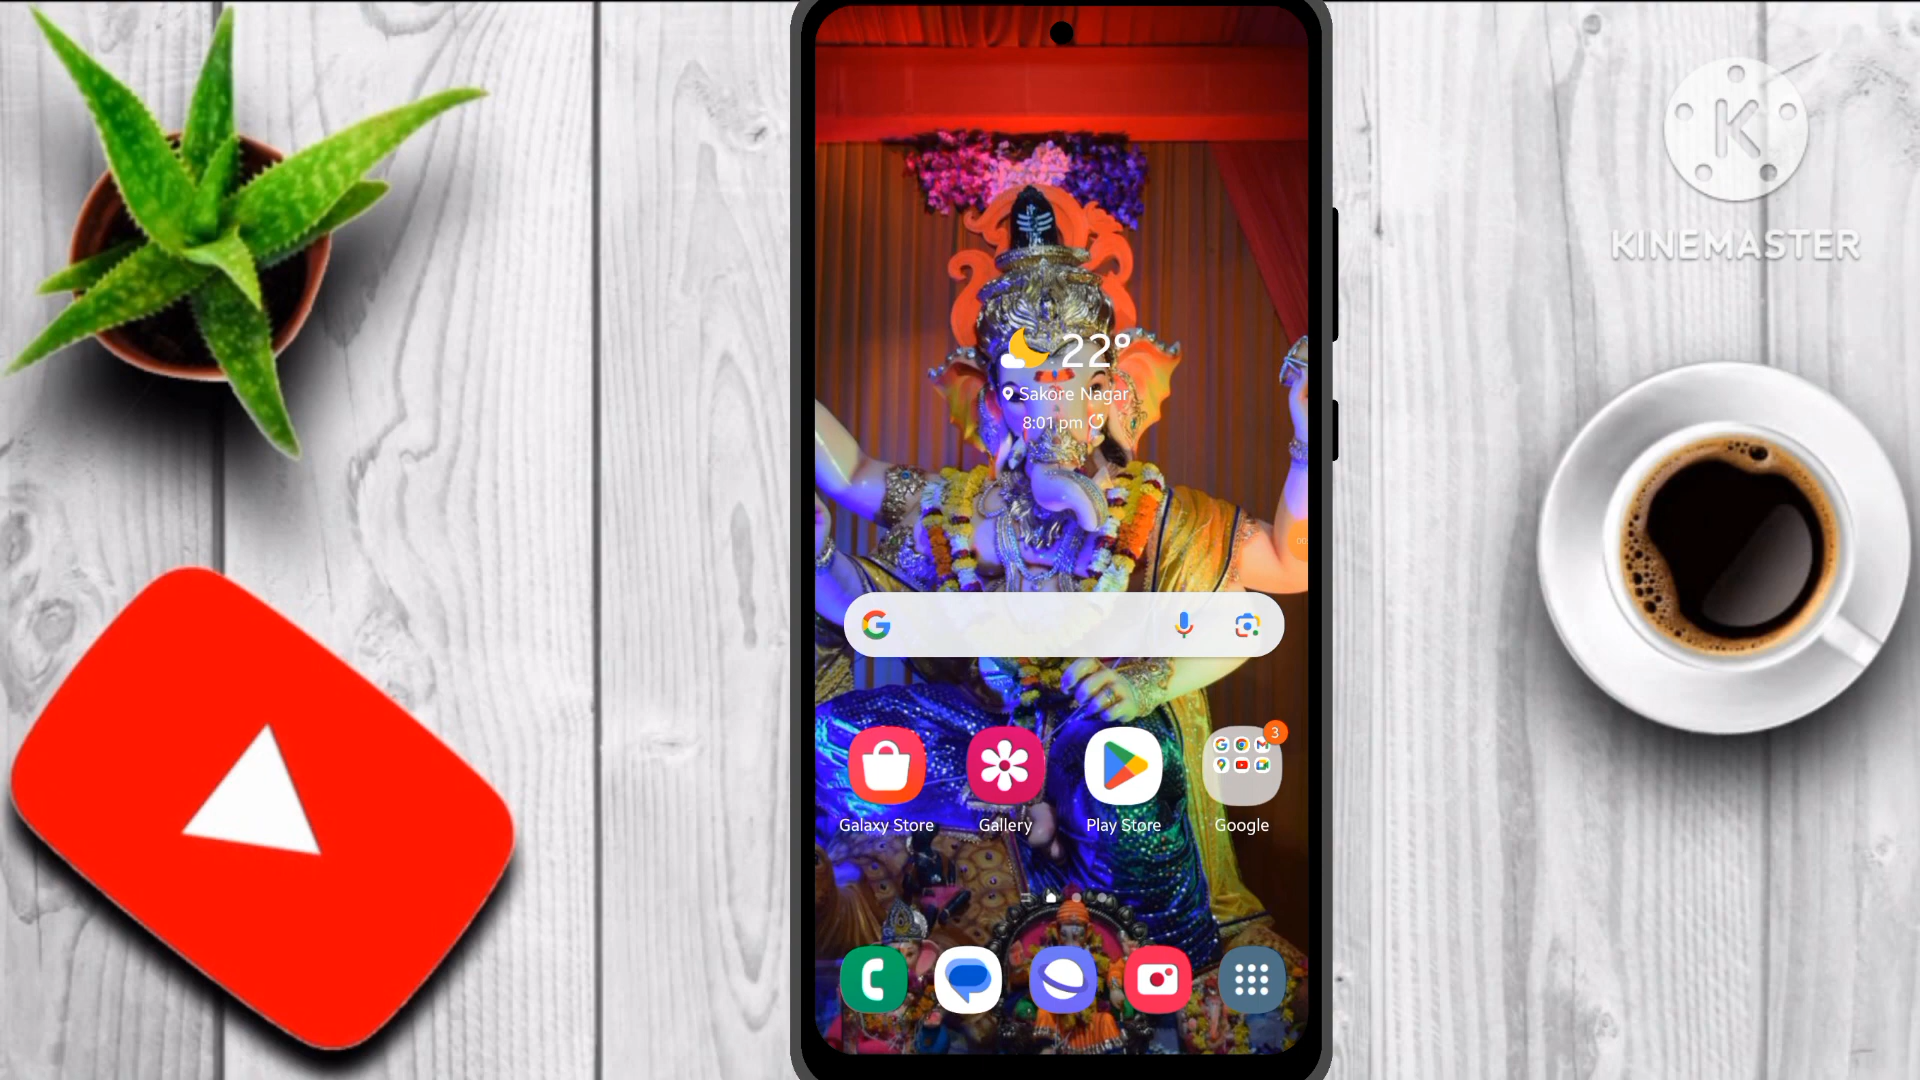 KINEMASTER
22°
Sakore Nagar
8:01 pm
3
Galaxy Store
Gallery
Play Store
Google